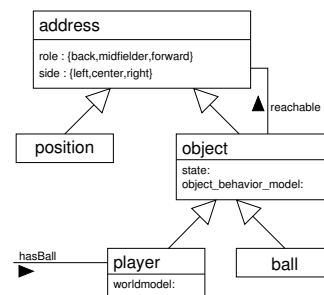 address
role : {back,midfielder,forward}
side : {left,center,right}
reachable
position
object
state:
object_behavior_model:
hasBall
player
worldmodel:
ball